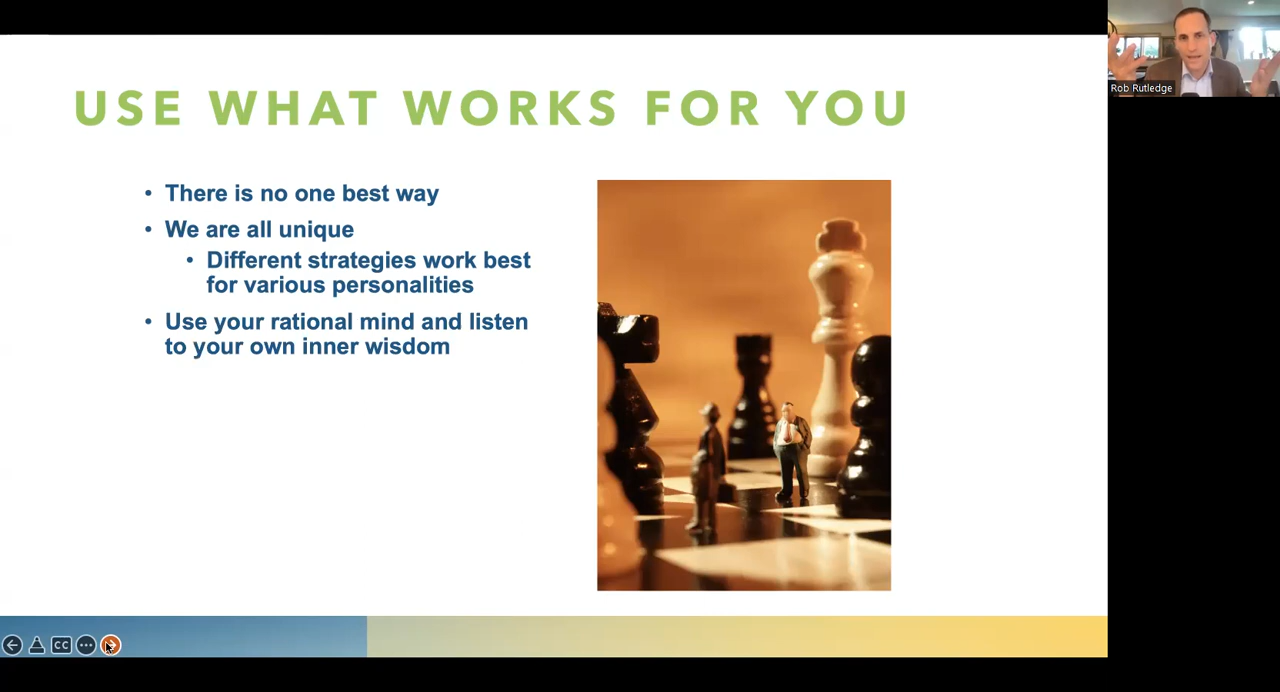 USE WHAT WORKS FOR YOU
Rob Rutledge
• There is no one best way
• We are all unique
• Different strategies work best
for various personalities
• Use your rational mind and listen
to your own inner wisdom
CC